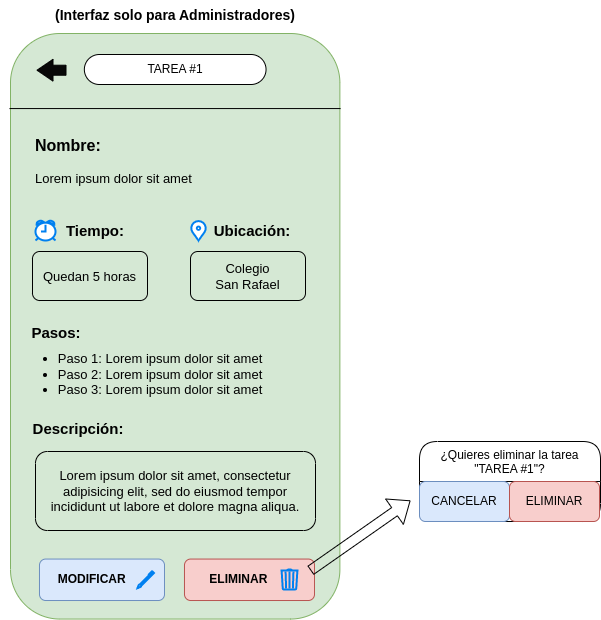 (Interfaz solo para Administradores)
TAREA #1
Nombre:
Lorem ipsum dolor sit amet
Tiempo:
Ubicación:
Quedan 5 horas
Colegio
San Rafael
Pasos:
• Paso 1: Lorem ipsum dolor sit amet
• Paso 2: Lorem ipsum dolor sit amet
• Paso 3: Lorem ipsum dolor sit amet
Descripción:
Lorem ipsum dolor sit amet, consectetur
adipisicing elit, sed do eiusmod tempor
incididunt ut labore et dolore magna aliqua.
MODIFICAR
ELIMINAR
¿Quieres eliminar la tarea
"TAREA #1"?
CANCELAR
ELIMINAR